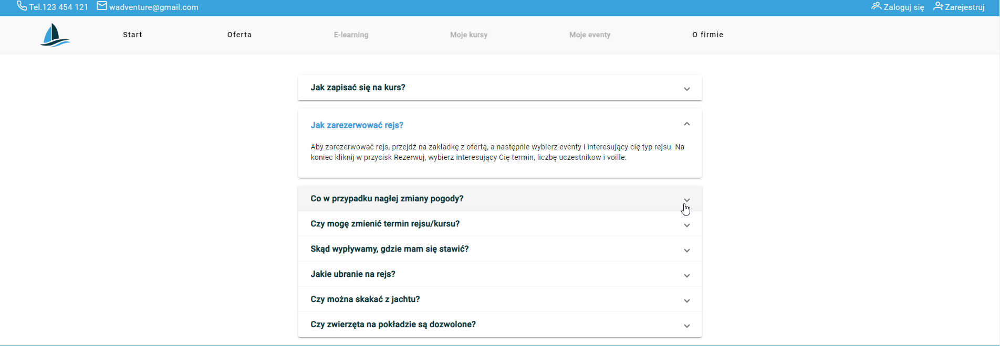 Tel.123 454 121 wadventure@gmail.com Zaloguj się Zarejestruj
Start Oferta E-learning Moje kursy Moje eventy O firmie
Jak zapisać się na kurs?
Jak zarezerwować rejs?
Aby zarezerwować rejs, przejdź na zakładkę z ofertą, a następnie wybierz eventy i interesujący cię typ rejsu. Na
koniec kliknij w przycisk Rezerwuj, wybierz interesujący Cię termin, liczbę uczestnikow i voille.
Co w przypadku nagłej zmiany pogody?
Czy mogę zmienić termin rejsu/kursu?
Skąd wypływamy, gdzie mam się stawić?
Jakie ubranie na rejs?
Czy można skakać z jachtu?
Czy zwierzęta na pokładzie są dozwolone?